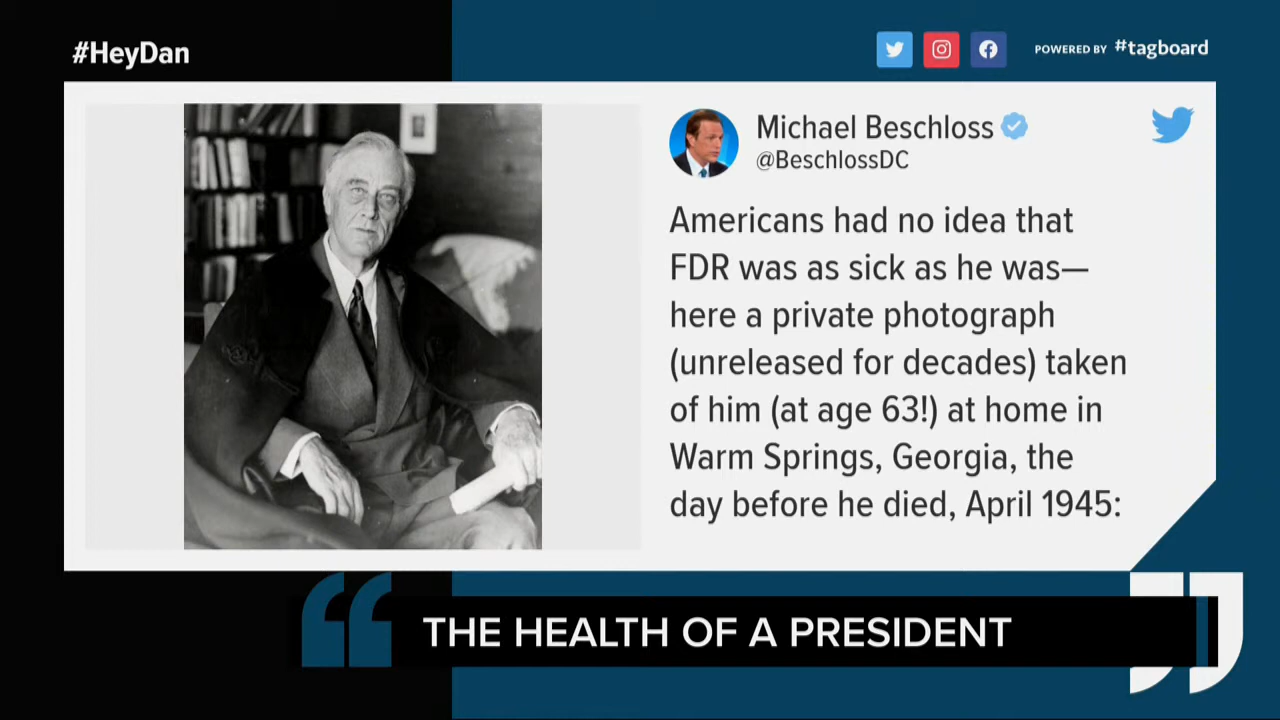 #HeyDan
POWERED BY #tagboard
Michael Beschloss
@BeschlossDC
Americans had no idea that
FDR was as sick as he was—
here a private photograph
(unreleased for decades) taken
of him (at age 63!) at home in
Warm Springs, Georgia, the
day before he died, April 1945:
THE HEALTH OF A PRESIDENT